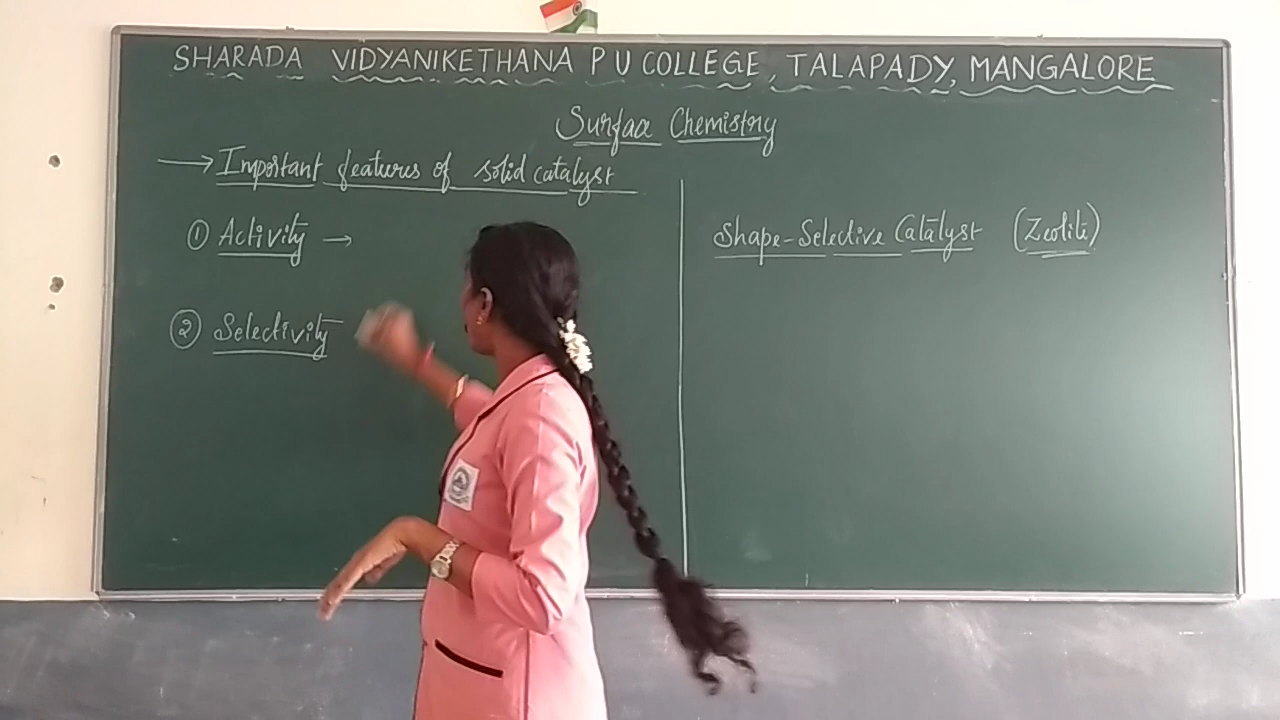 SHARADA VIDYANIKETHANA P U COLLEGE, TALAPADY, MANGALORE
Surface Chemistry
→ Important features of solid catalyst
① Activity →
② Selectivity
Shape-Selective Catalyst (Zeolite)